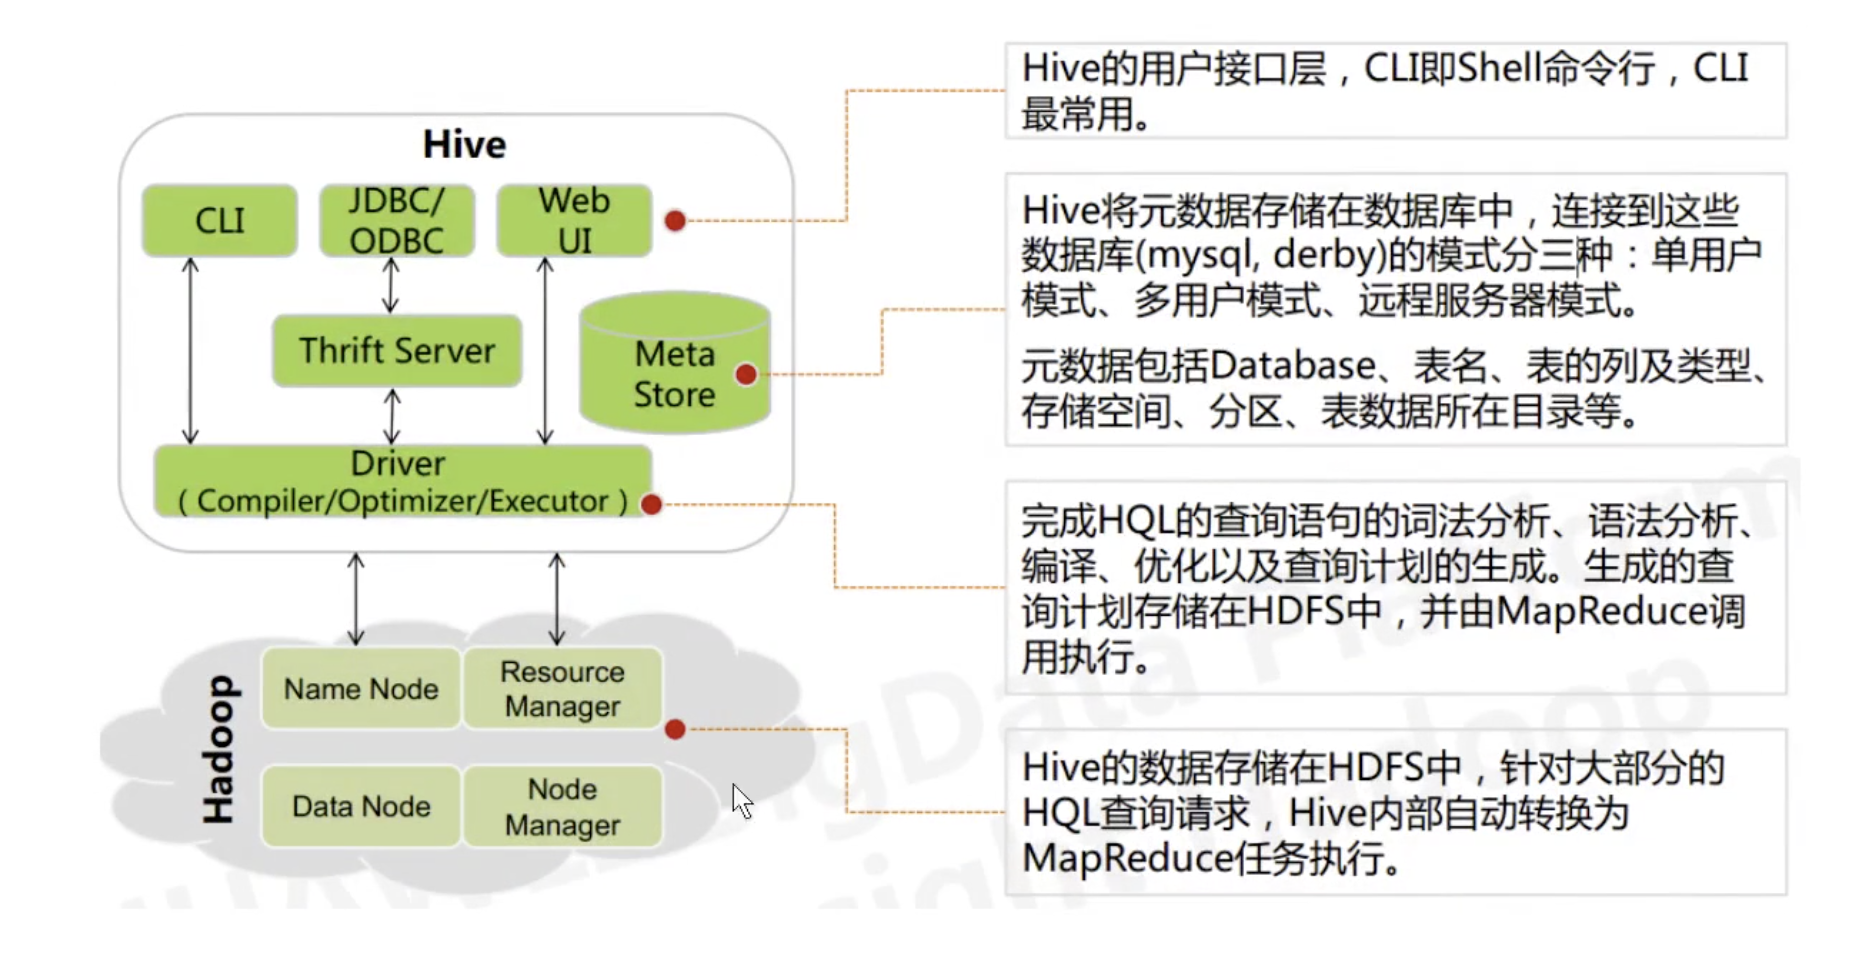 Hive
CLI
JDBC/
ODBC
Web
UI
Thrift Server
Meta
Store
Driver
（Compiler/Optimizer/Executor）
Hadoop
Name Node
Resource
Manager
Data Node
Node
Manager
Hive的用户接口层，CLI即Shell命令行，CLI
最常用。
Hive将元数据存储在数据库中，连接到这些
数据库(mysql, derby)的模式分三种：单用户
模式、多用户模式、远程服务器模式。
元数据包括Database、表名、表的列及类型、
存储空间、分区、表数据所在目录等。
完成HQL的查询语句的词法分析、语法分析、
编译、优化以及查询计划的生成。生成的查
询计划存储在HDFS中，并由MapReduce调
用执行。
Hive的数据存储在HDFS中，针对大部分的
HQL查询请求，Hive内部自动转换为
MapReduce任务执行。